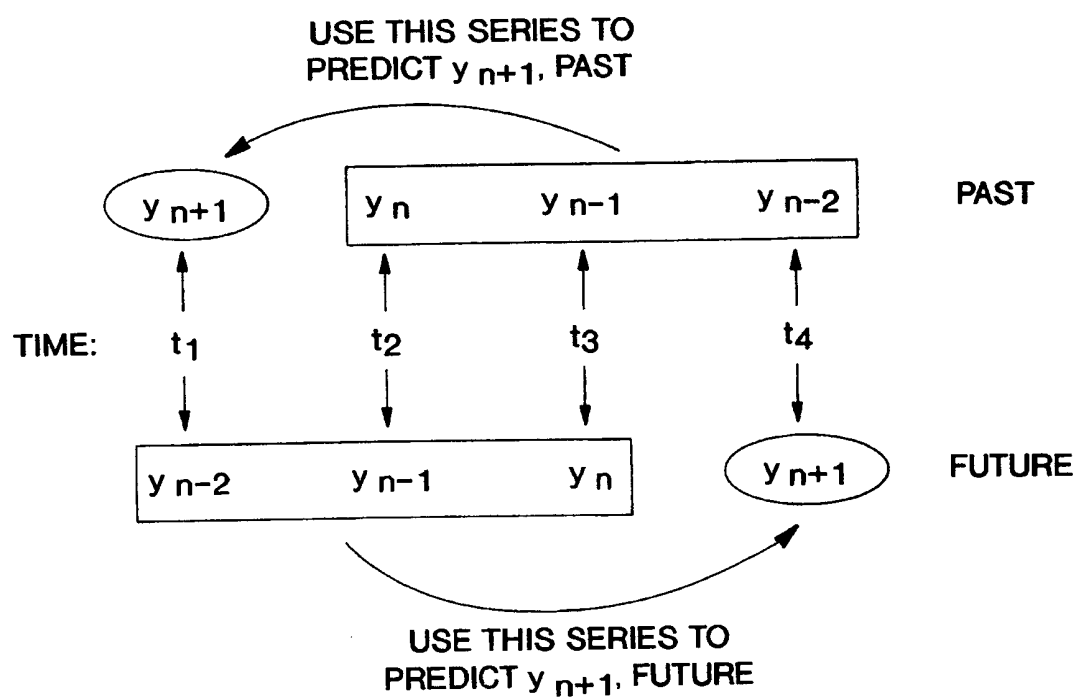 USE THIS SERIES TO
PREDICT y n+1, PAST
y n+1 y n y n-1 y n-2 PAST
TIME: t1 t2 t3 t4
y n-2 y n-1 y n y n+1 FUTURE
USE THIS SERIES TO
PREDICT y n+1, FUTURE